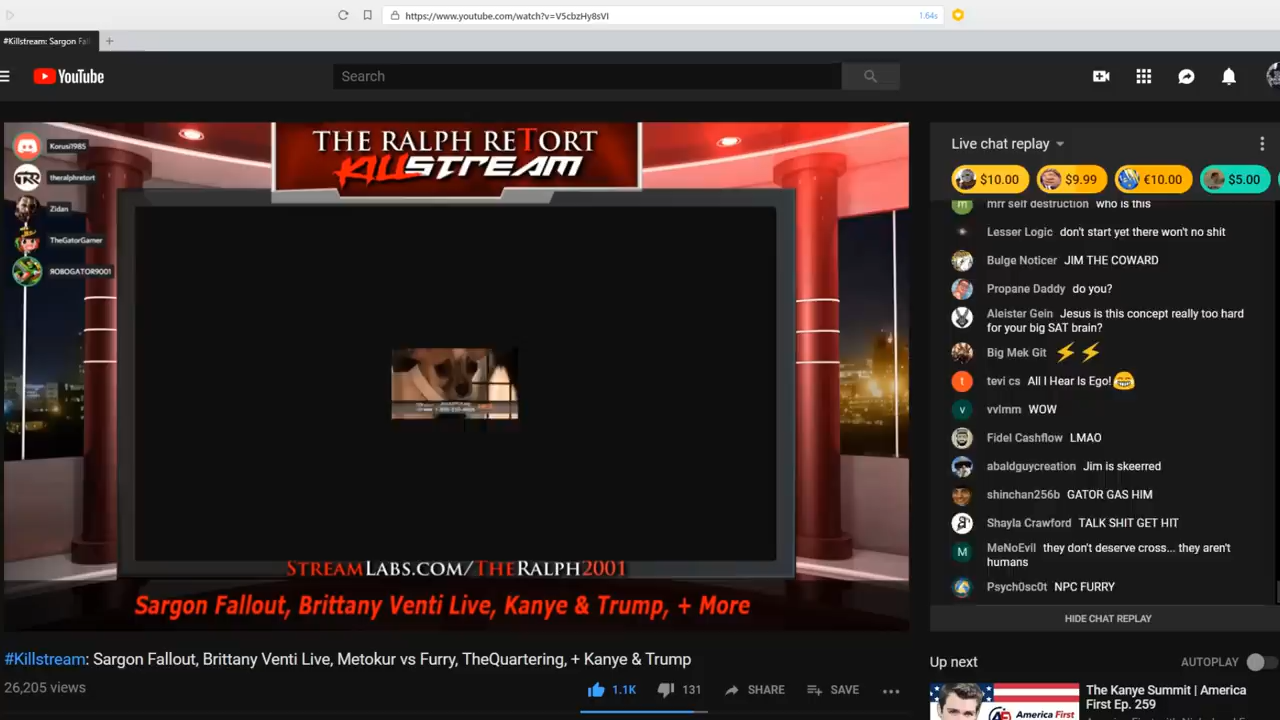 https://www.youtube.com/watch?v=V5cbzHy8sVI
1.64s
#Killstream: Sargon Fal
YouTube
Search
Korusi1985
theralphretort
Zidan
TheGatorGamer
ROBOGATOR9001
THE RALPH RETORT
KILLSTREAM
STREAMLABS.COM/THERALPH2001
Sargon Fallout, Brittany Venti Live, Kanye & Trump, + More
Live chat replay
$10.00
$9.99
€10.00
$5.00
mrr self destruction who is this
Lesser Logic don't start yet there won't no shit
Bulge Noticer JIM THE COWARD
Propane Daddy do you?
Aleister Gein Jesus is this concept really too hard
for your big SAT brain?
Big Mek Git ⚡⚡
tevi cs All I Hear Is Ego!😂
vvlmm WOW
Fidel Cashflow LMAO
abaldguycreation Jim is skeerred
shinchan256b GATOR GAS HIM
Shayla Crawford TALK SHIT GET HIT
MeNoEvil they don't deserve cross... they aren't
humans
Psych0sc0t NPC FURRY
HIDE CHAT REPLAY
#Killstream: Sargon Fallout, Brittany Venti Live, Metokur vs Furry, TheQuartering, + Kanye & Trump
26,205 views
1.1K
131
SHARE
SAVE
Up next
AUTOPLAY
The Kanye Summit | America
First Ep. 259
America First